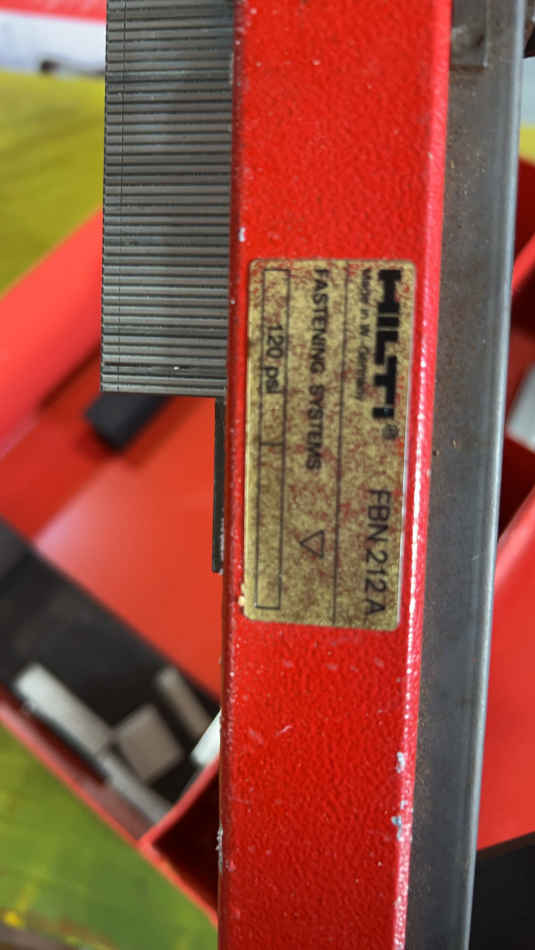 HILTI® FBN 212 A
Made in W. Germany
FASTENING SYSTEMS
120 psi